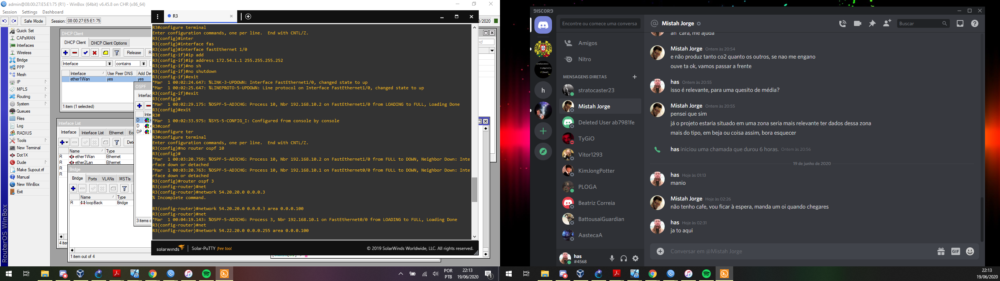 admin@08:00:27:E5:E1:75 (R1) - WinBox (64bit) v6.45.8 on CHR (x86_64)
Session Settings Dashboard
Safe Mode Session: 08:00:27:E5:E1:75
Quick Set
CAPsMAN
Interfaces
Wireless
Bridge
PPP
Mesh
IP
MPLS
Routing
System
Queues
Files
Log
RADIUS
Tools
New Terminal
Dot1X
Dude
Make Supout.rif
Manual
New WinBox
Exit
RouterOS WinBox
DHCP Client
DHCP Client DHCP Client Options
Release
Interface contains
Interface Use Peer DNS
ether1Wan yes yes
1 item (1 selected)
OSPF
D
D
DP
Interface List
Interface Interface List Ethernet
Name Type
R ether1Wan Ethernet
R ether2Lan Ethernet
R
R
Bridge
Bridge Ports VLANs MSTIs
Name Type
R loopBack Bridge
1 item out of 4
R3
R3#configure terminal
Enter configuration commands, one per line. End with CNTL/Z.
R3(config)#inter
R3(config)#interface fas
R3(config)#interface fastEthernet 1/0
R3(config-if)#ip add
R3(config-if)#ip address 172.54.1.1 255.255.255.252
R3(config-if)#no sh
R3(config-if)#no shutdown
R3(config-if)#exit
*Mar 1 00:02:24.647: %LINK-3-UPDOWN: Interface FastEthernet1/0, changed state to up
*Mar 1 00:02:25.647: %LINEPROTO-5-UPDOWN: Line protocol on Interface FastEthernet1/0, changed state to up
R3(config-if)#exit
R3(config)#
*Mar 1 00:02:29.175: %OSPF-5-ADJCHG: Process 10, Nbr 192.168.10.2 on FastEthernet1/0 from LOADING to FULL, Loading Done
R3(config)#exit
R3#
*Mar 1 00:02:33.975: %SYS-5-CONFIG_I: Configured from console by console
R3#conf
R3#configure ter
R3#configure terminal
Enter configuration commands, one per line. End with CNTL/Z.
R3(config)#no router ospf 10
R3(config)#
*Mar 1 00:03:20.759: %OSPF-5-ADJCHG: Process 10, Nbr 192.168.10.2 on FastEthernet1/0 from FULL to DOWN, Neighbor Down: Inte
rface down or detached
*Mar 1 00:03:20.763: %OSPF-5-ADJCHG: Process 10, Nbr 192.168.10.1 on FastEthernet0/0 from FULL to DOWN, Neighbor Down: Inte
rface down or detached
R3(config)#router ospf 3
R3(config-router)#net
R3(config-router)#network 54.20.20.0 0.0.0.3
% Incomplete command.
R3(config-router)#network 54.20.20.0 0.0.0.3 area 0.0.0.100
R3(config-router)#net
*Mar 1 00:04:19.143: %OSPF-5-ADJCHG: Process 3, Nbr 192.168.10.1 on FastEthernet0/0 from LOADING to FULL, Loading Done
R3(config-router)#net
R3(config-router)#network 54.22.20.0 0.0.0.255 area 0.0.0.100
solarwinds Solar-PuTTY free tool © 2019 SolarWinds Worldwide, LLC. All rights reserved.
POR
PTB
22:13
19/06/2020
1
DISCORD
Encontre ou comece uma conversa
Amigos
Nitro
MENSAGENS DIRETAS
h
stratocaster23
Mistah Jorge
Deleted User ab7981fe
TyGiO
Vitor1293
KimJongPotter
PLOGA
Beatriz Correia
BattousaiGuardian
AastecaA
has
#4568
@ Mistah Jorge
Buscar
ah cara, me ajuda
Mistah Jorge Ontem às 20:54
e não produz tanto co2 quanto os outros, se nao me engano
ouve ta ok, vamos passar a frente
has Ontem às 20:55
isso é relevante, para uma quesito de média?
Mistah Jorge Ontem às 20:55
pensei que sim
já o projeto estaria situado em uma zona seria mais relevante ter dados dessa zona
mais do tipo, em beja ou coisa assim, bora esquecer
has iniciou uma chamada que durou 6 horas. Ontem às 20:56
19 de junho de 2020
has Hoje às 01:13
manio
Mistah Jorge Hoje às 02:26
não tenho cafe, vou ficar à espera, manda um oi quando chegares
has Hoje às 02:31
ja to aqui
Conversar em @Mistah Jorge
GIF
22:13
19/06/2020